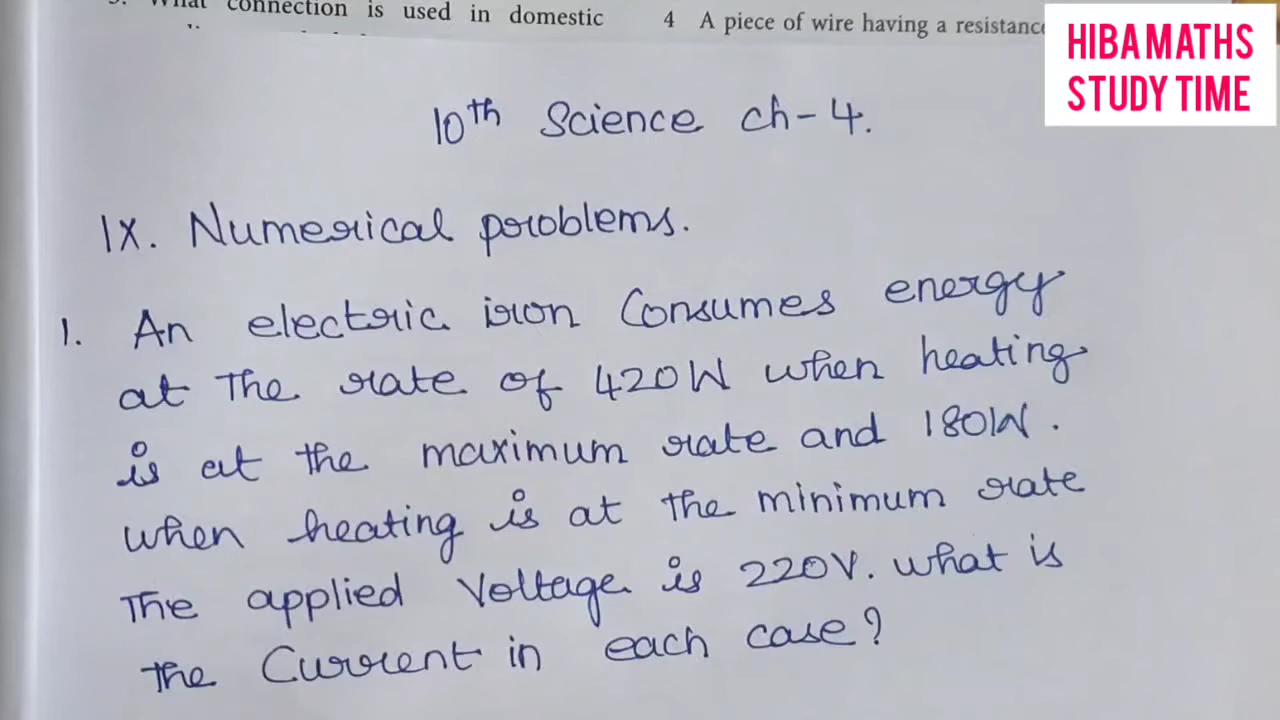 What connection is used in domestic
4 A piece of wire having a resistance
HIBA MATHS
STUDY TIME
10th Science ch-4.
IX. Numerical problems.
1. An electric iron Consumes energy
at The rate of 420W when heating
is at the maximum rate and 180W.
when heating is at the minimum rate
The applied Voltage is 220V. what is
the Current in each case?